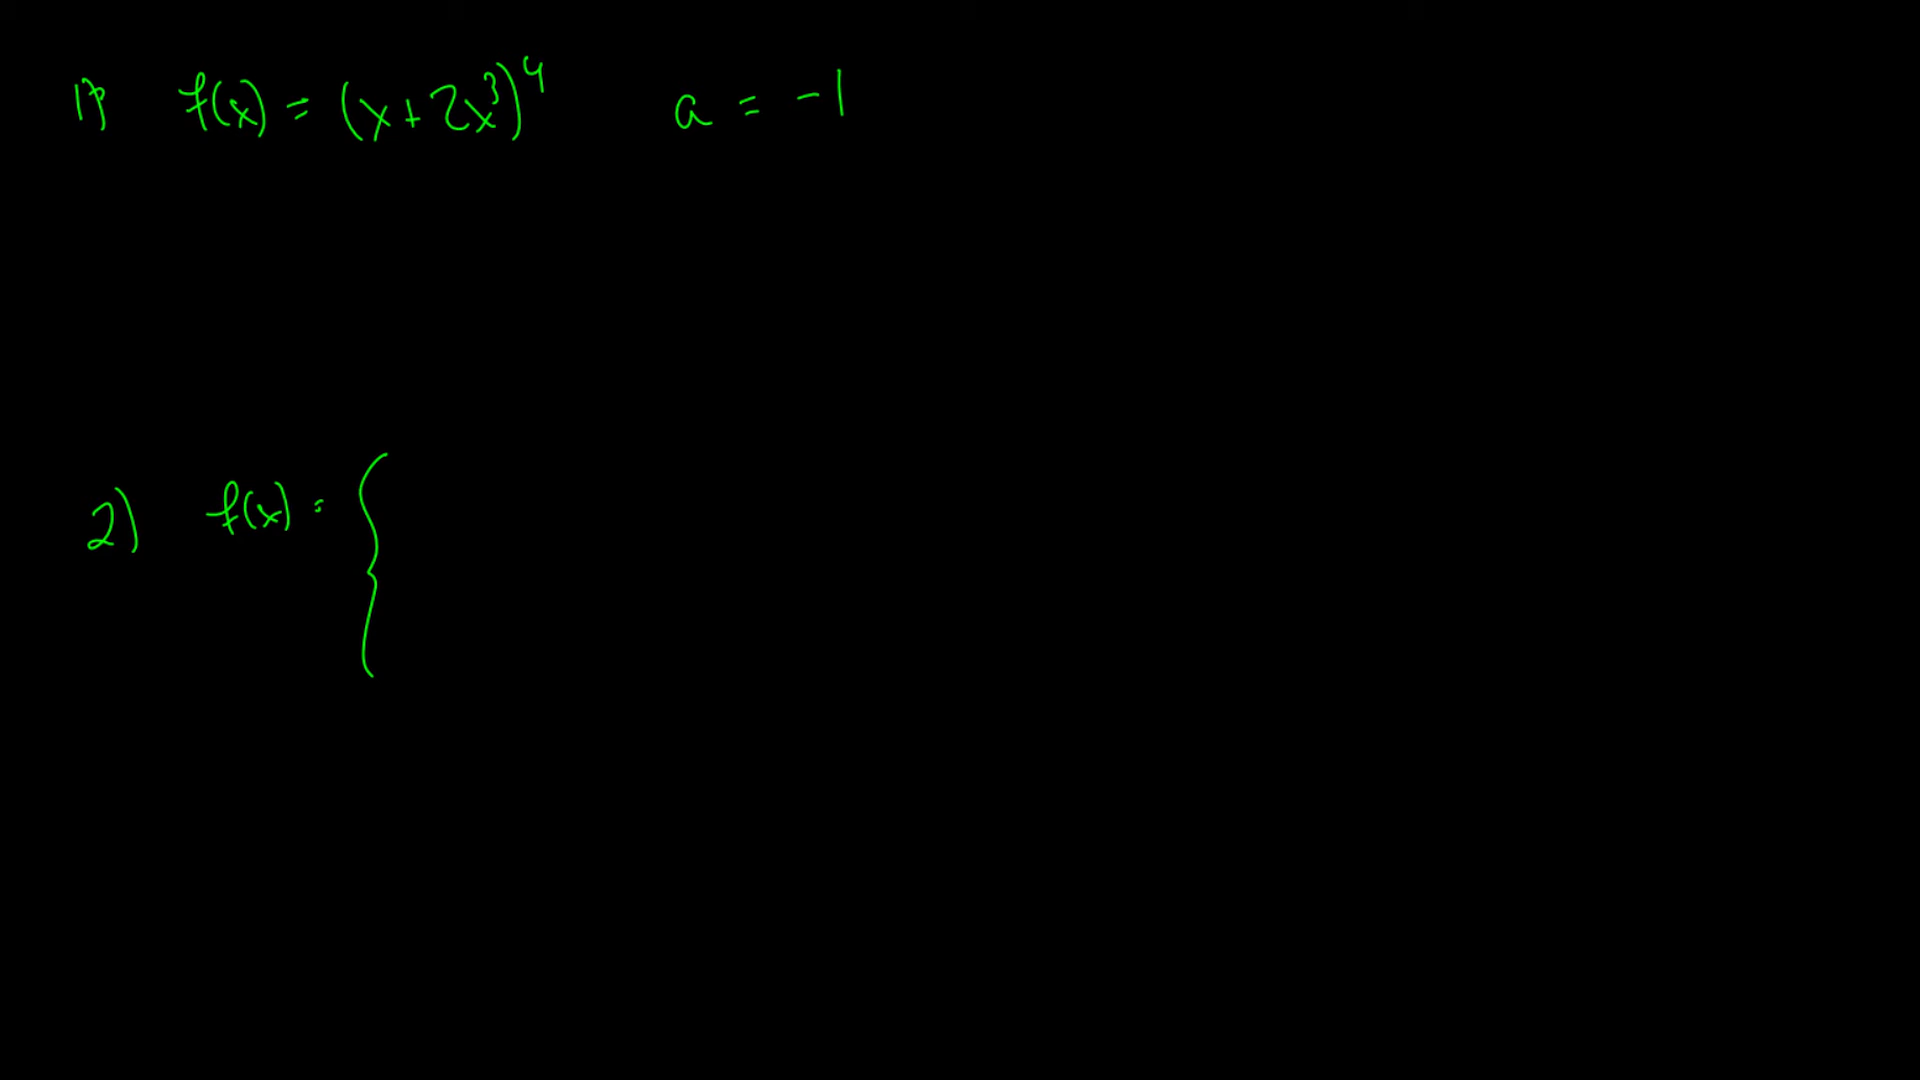 1) f(x) = (x+2x³)⁴ a = -1
2) f(x) = {